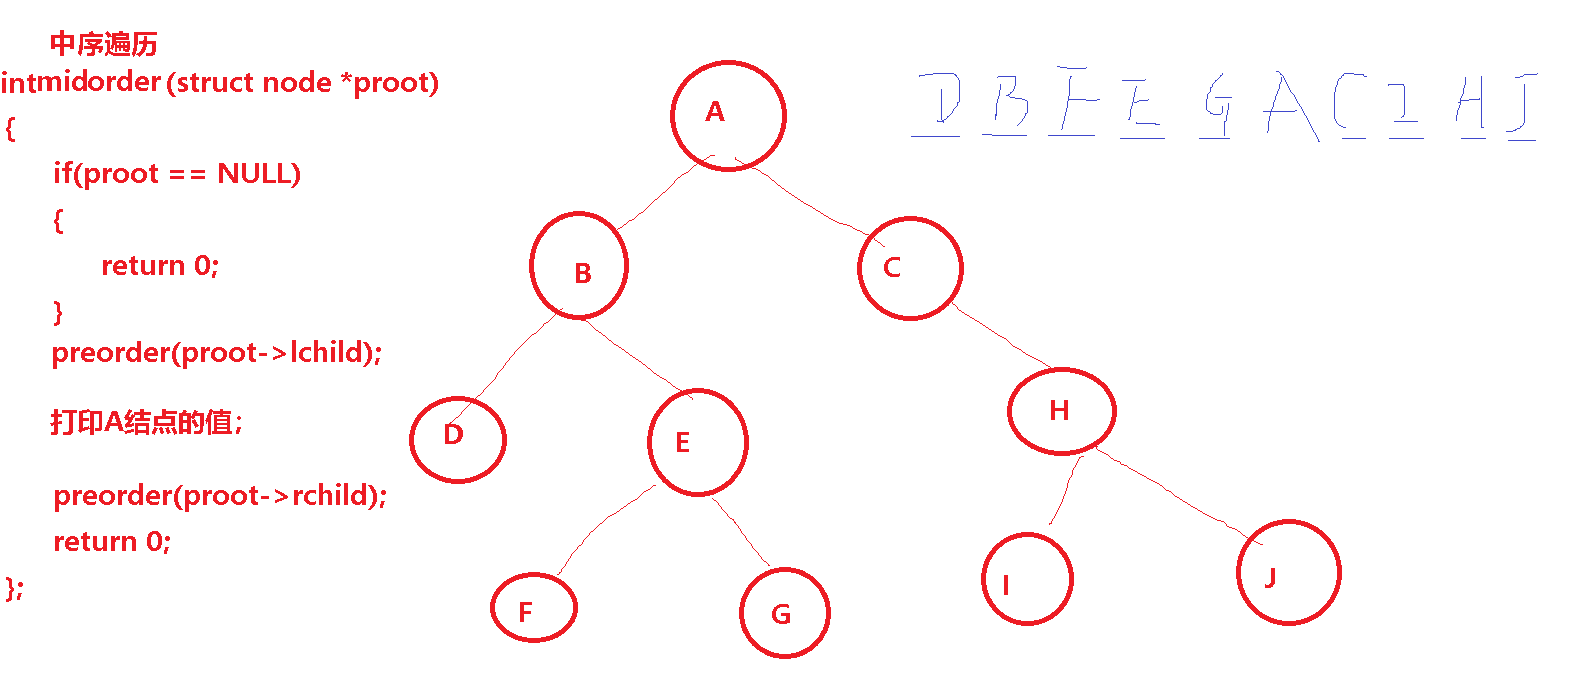 中序遍历
intmidorder (struct node *proot)
{
if(proot == NULL)
{
return 0;
}
preorder(proot->lchild);
打印A结点的值;
preorder(proot->rchild);
return 0;
};
A
B
C
D
E
H
F
G
I
J
D B F E G A C I H J